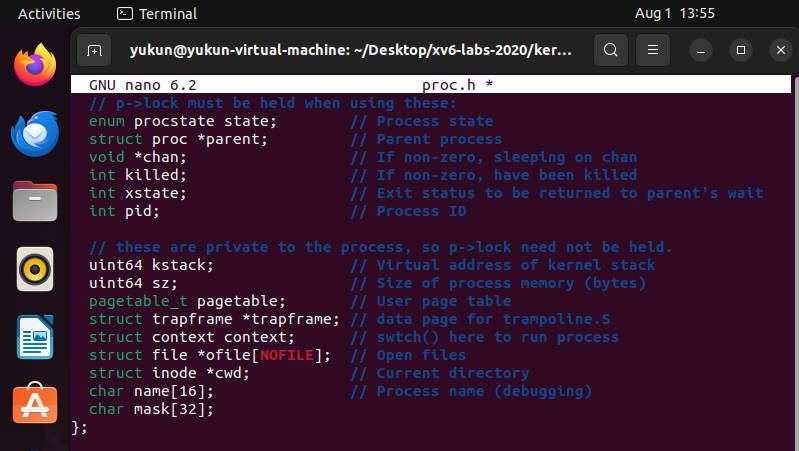 Activities Terminal Aug 1 13:55
yukun@yukun-virtual-machine: ~/Desktop/xv6-labs-2020/ker...
GNU nano 6.2 proc.h *
// p->lock must be held when using these:
enum procstate state; // Process state
struct proc *parent; // Parent process
void *chan; // If non-zero, sleeping on chan
int killed; // If non-zero, have been killed
int xstate; // Exit status to be returned to parent's wait
int pid; // Process ID
// these are private to the process, so p->lock need not be held.
uint64 kstack; // Virtual address of kernel stack
uint64 sz; // Size of process memory (bytes)
pagetable_t pagetable; // User page table
struct trapframe *trapframe; // data page for trampoline.S
struct context context; // swtch() here to run process
struct file *ofile[NOFILE]; // Open files
struct inode *cwd; // Current directory
char name[16]; // Process name (debugging)
char mask[32];
};